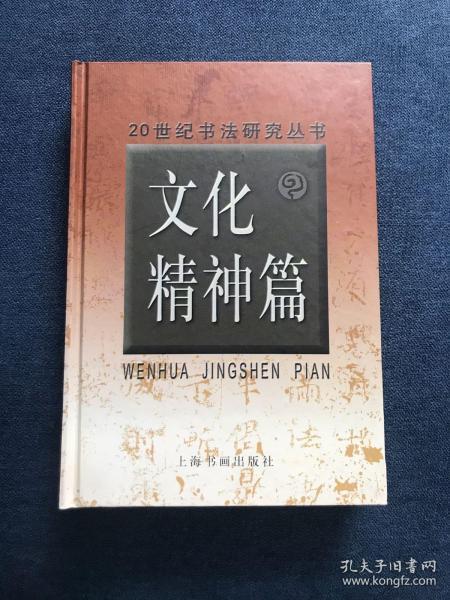 20世纪书法研究丛书
文化
精神篇
WENHUA JINGSHEN PIAN
上海书画出版社
孔夫子旧书网
www.kongfz.com